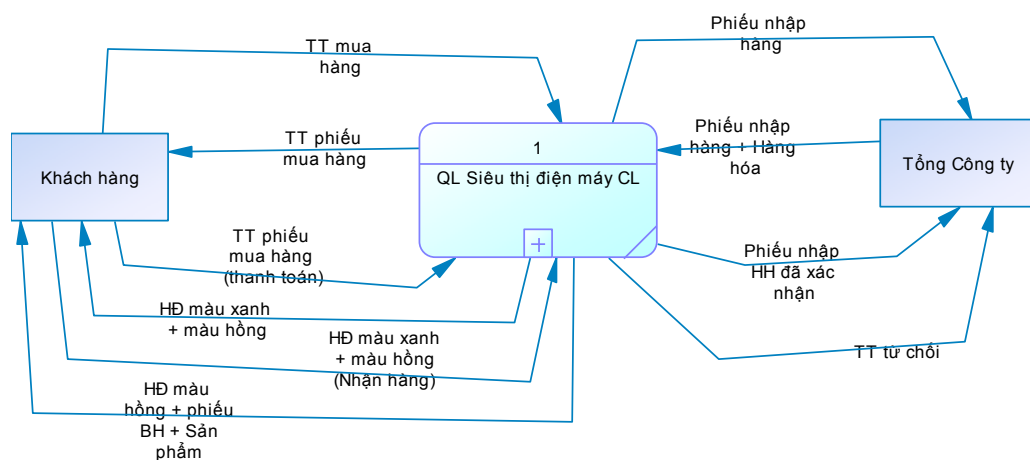 TT mua
hàng
Phiếu nhập
hàng
TT phiếu
mua hàng
1
Phiếu nhập
hàng + Hàng
hóa
Khách hàng
QL Siêu thị điện máy CL
Tổng Công ty
TT phiếu
mua hàng
(thanh toán)
Phiếu nhập
HH đã xác
nhận
HĐ màu xanh
+ màu hồng
HĐ màu xanh
+ màu hồng
(Nhận hàng)
TT từ chối
HĐ màu
hồng + phiếu
BH + Sản
phẩm